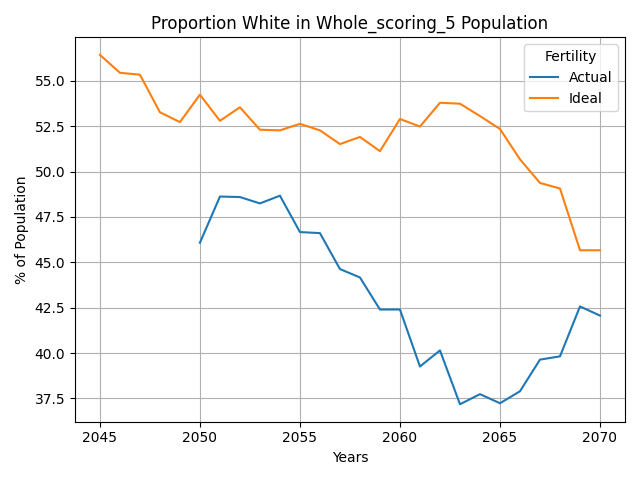 Proportion White in Whole_scoring_5 Population
Fertility
Actual
Ideal
% of Population
55.0
52.5
50.0
47.5
45.0
42.5
40.0
37.5
2045 2050 2055 2060 2065 2070
Years